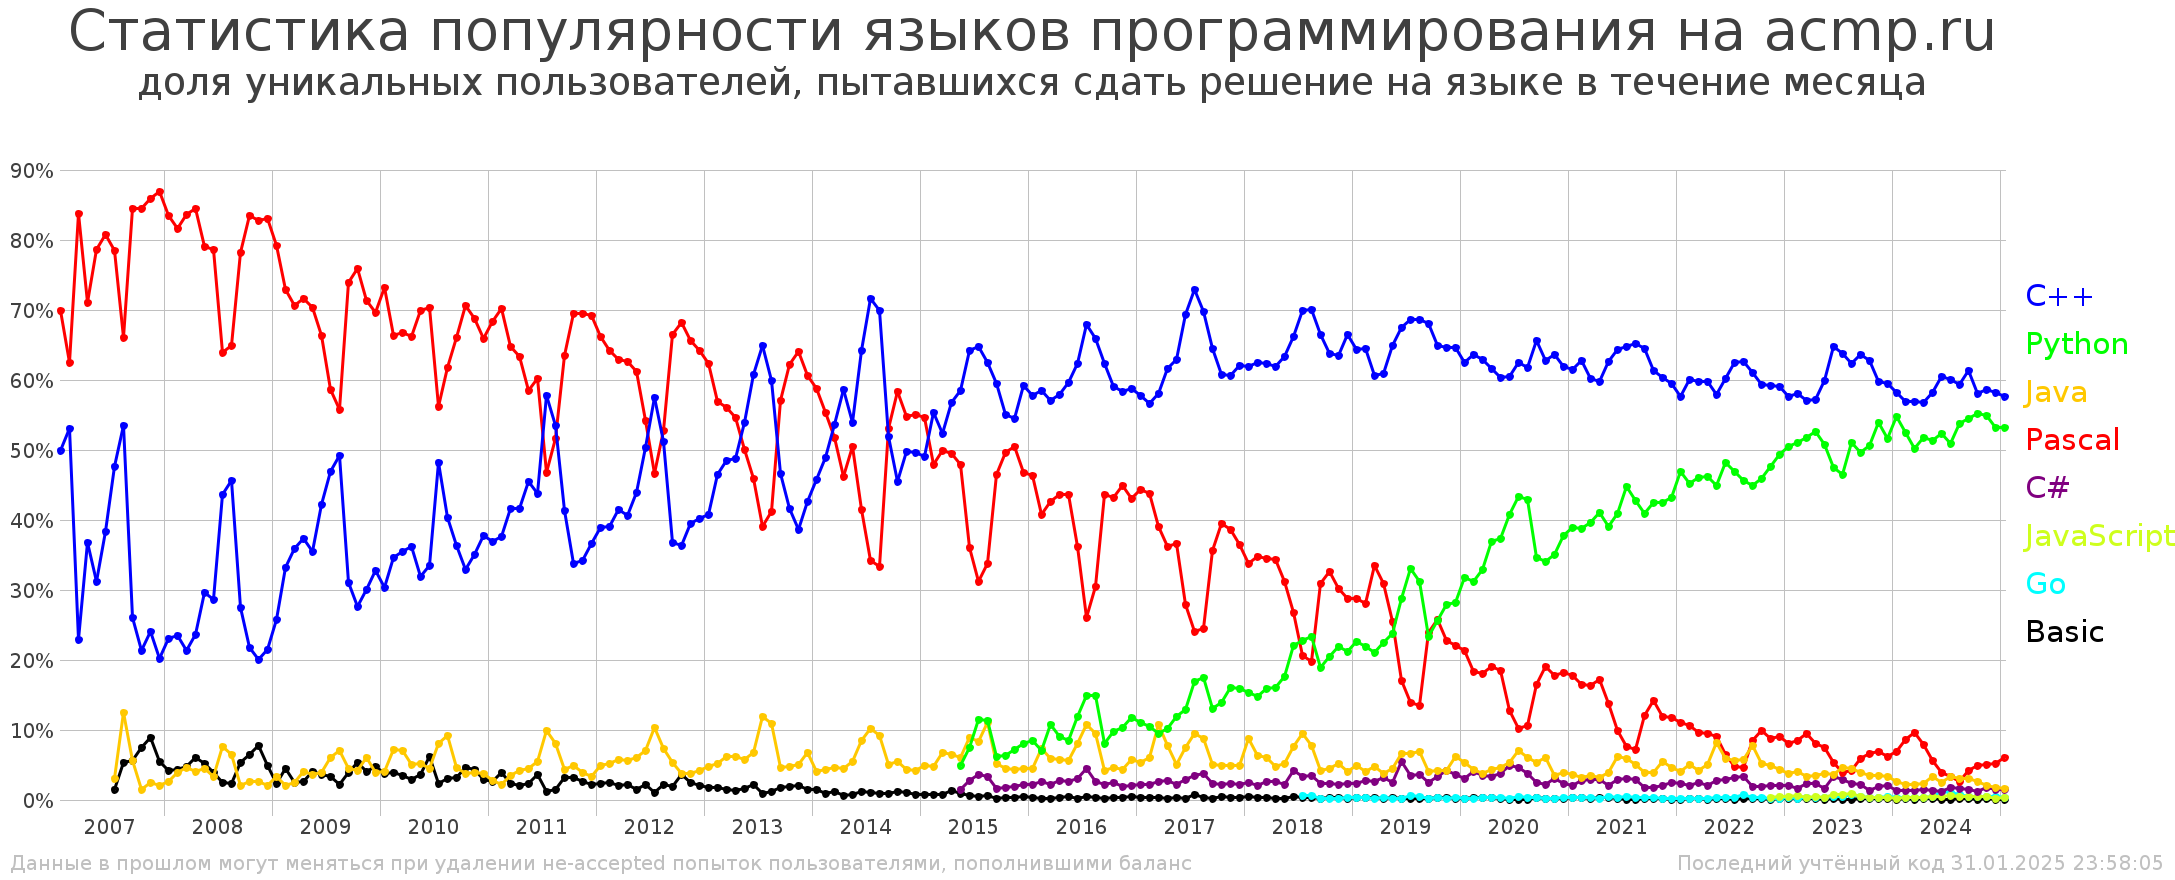 Статистика популярности языков программирования на acmp.ru
доля уникальных пользователей, пытавшихся сдать решение на языке в течение месяца
90%
80%
70%
60%
50%
40%
30%
20%
10%
0%
C++
Python
Java
Pascal
C#
JavaScript
Go
Basic
2007 2008 2009 2010 2011 2012 2013 2014 2015 2016 2017 2018 2019 2020 2021 2022 2023 2024
Данные в прошлом могут меняться при удалении не-accepted попыток пользователями, пополнившими баланс
Последний учтённый код 31.01.2025 23:58:05